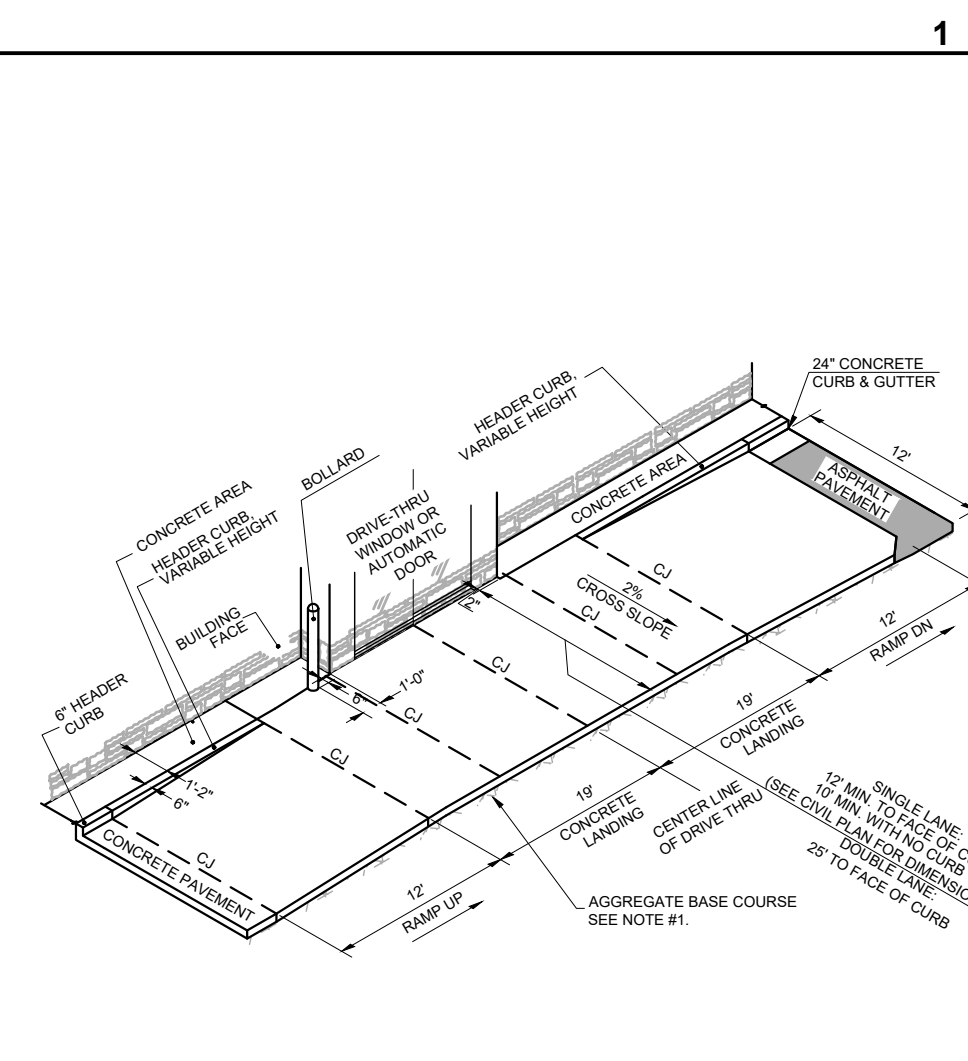 1
24" CONCRETE
CURB & GUTTER
HEADER CURB,
VARIABLE HEIGHT
12'
ASPHALT
PAVEMENT
BOLLARD
CONCRETE AREA
CONCRETE AREA
HEADER CURB,
VARIABLE HEIGHT
DRIVE-THRU
WINDOW OR
AUTOMATIC
DOOR
CJ
2%
CROSS SLOPE
CJ
2"
BUILDING
FACE
12'
RAMP DN
CJ
1'-0"
6"
CJ
6" HEADER
CURB
19'
CONCRETE
LANDING
CJ
1'-2"
6"
19'
CONCRETE
LANDING
CENTER LINE
OF DRIVE THRU
SINGLE LANE:
12' MIN. TO FACE OF
10' MIN. WITH NO CURB
(SEE CIVIL PLAN FOR
DOUBLE LANE:
25' TO FACE OF CURB
CJ
CONCRETE PAVEMENT
12'
RAMP UP
AGGREGATE BASE COURSE
SEE NOTE #1.